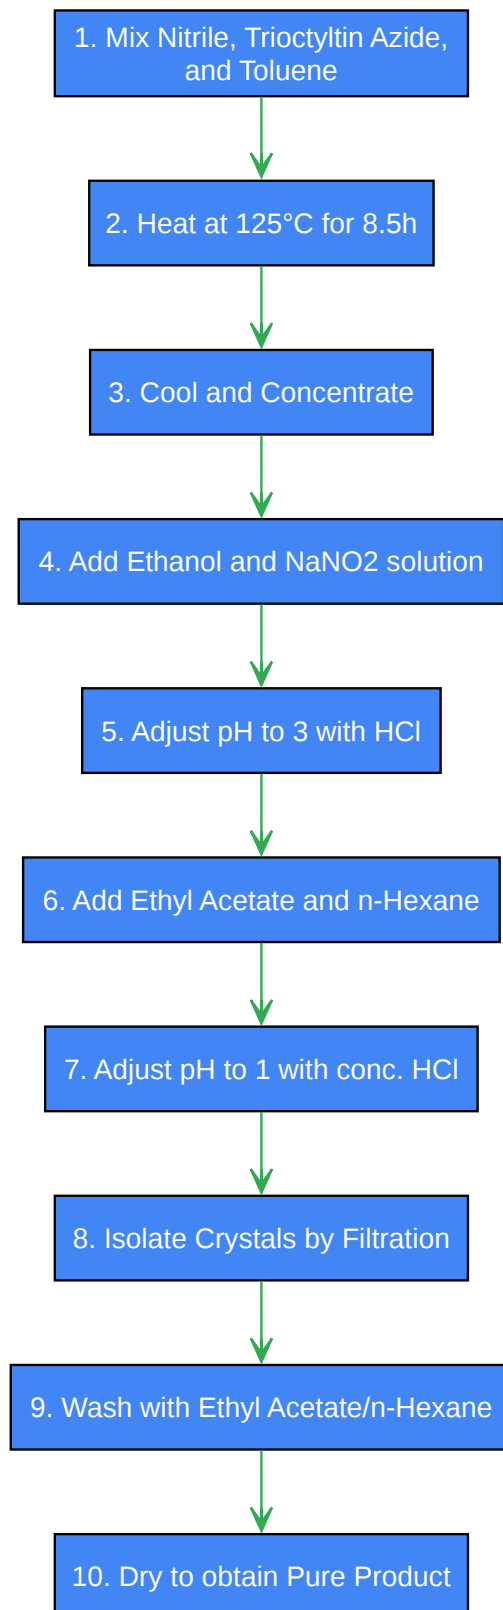 1. Mix Nitrile, Trioctyltin Azide,
and Toluene
2. Heat at 125°C for 8.5h
3. Cool and Concentrate
4. Add Ethanol and NaNO2 solution
5. Adjust pH to 3 with HCl
6. Add Ethyl Acetate and n-Hexane
7. Adjust pH to 1 with conc. HCl
8. Isolate Crystals by Filtration
9. Wash with Ethyl Acetate/n-Hexane
10. Dry to obtain Pure Product